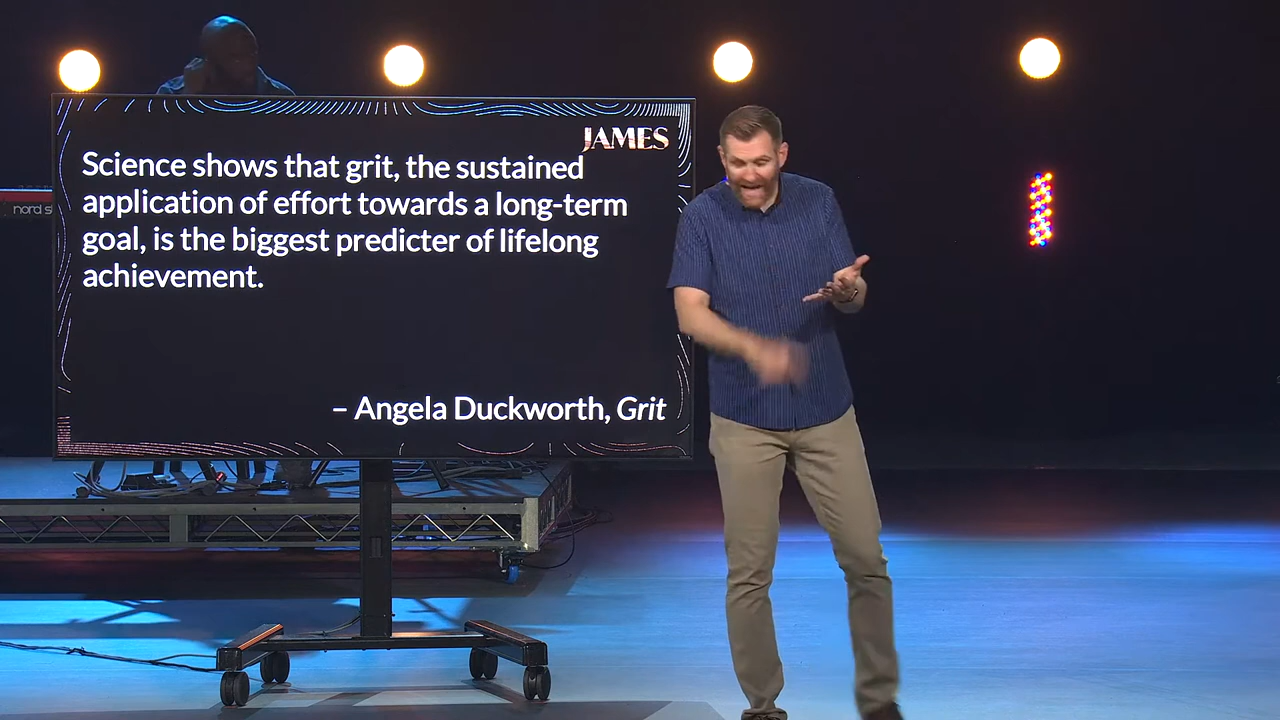 JAMES
Science shows that grit, the sustained
application of effort towards a long-term
goal, is the biggest predicter of lifelong
achievement.
– Angela Duckworth, Grit
nord s